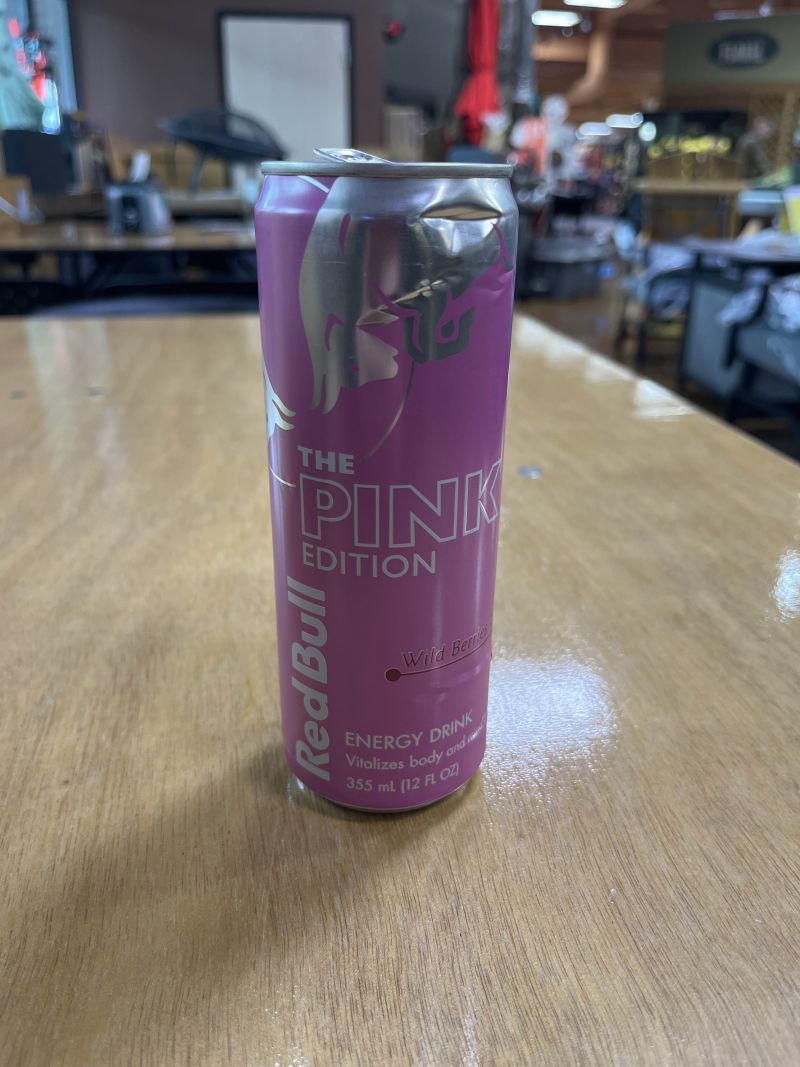 THE
PINK
EDITION
Red Bull
Wild Berries
ENERGY DRINK
Vitalizes body and
355 mL (12 FL OZ)